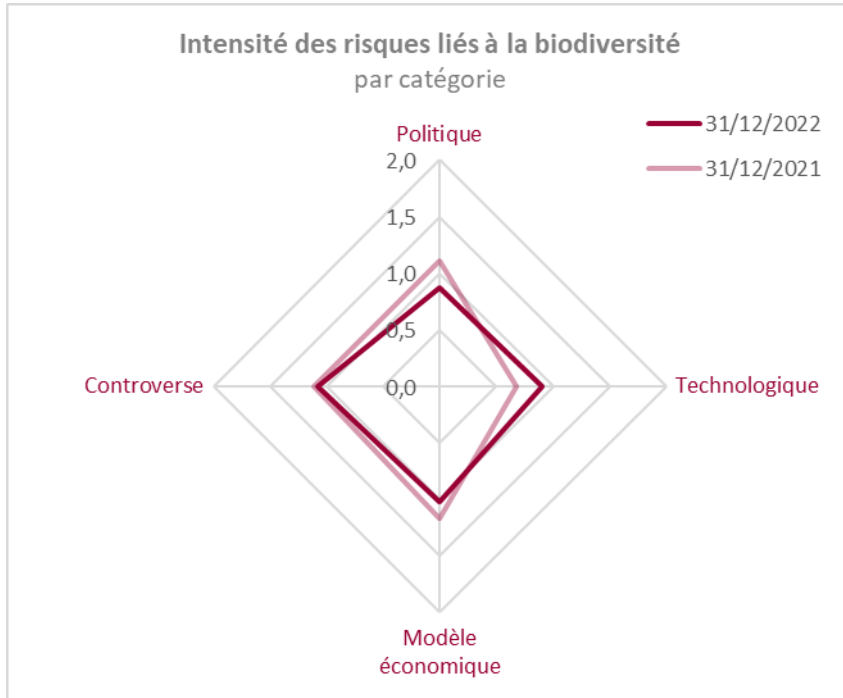 Intensité des risques liés à la biodiversité
par catégorie
31/12/2022
31/12/2021
Politique
2,0
1,5
1,0
0,5
0,0
Controverse
Technologique
Modèle
économique